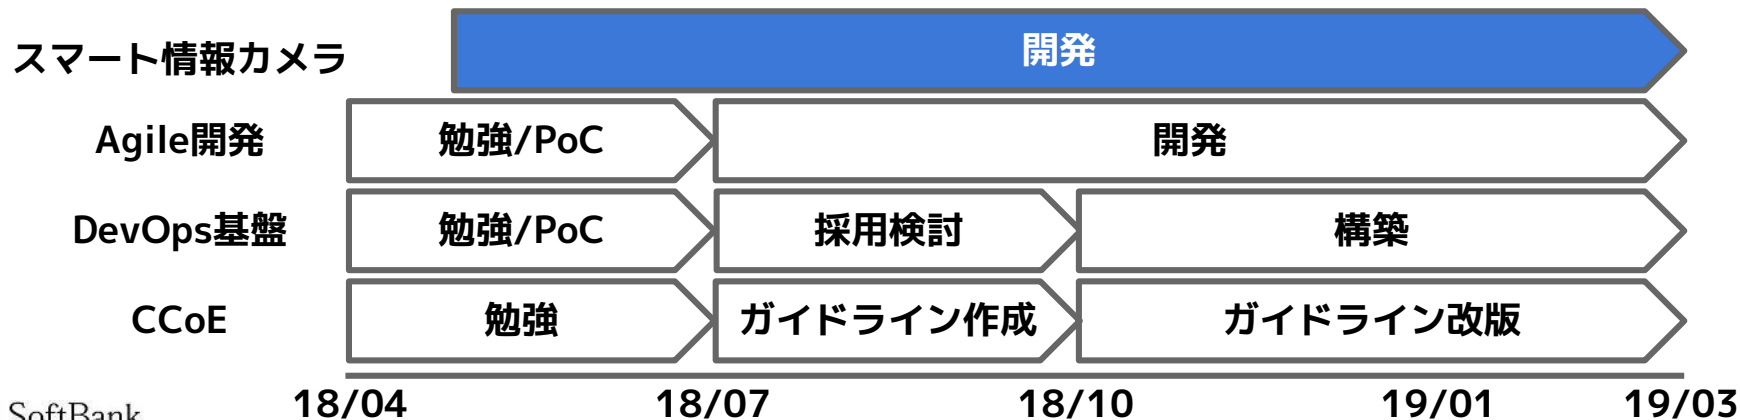 スマート情報カメラ
開発
Agile開発
勉強/PoC
開発
DevOps基盤
勉強/PoC
採用検討
構築
CCoE
勉強
ガイドライン作成
ガイドライン改版
18/04
18/07
18/10
19/01
19/03
SoftBank